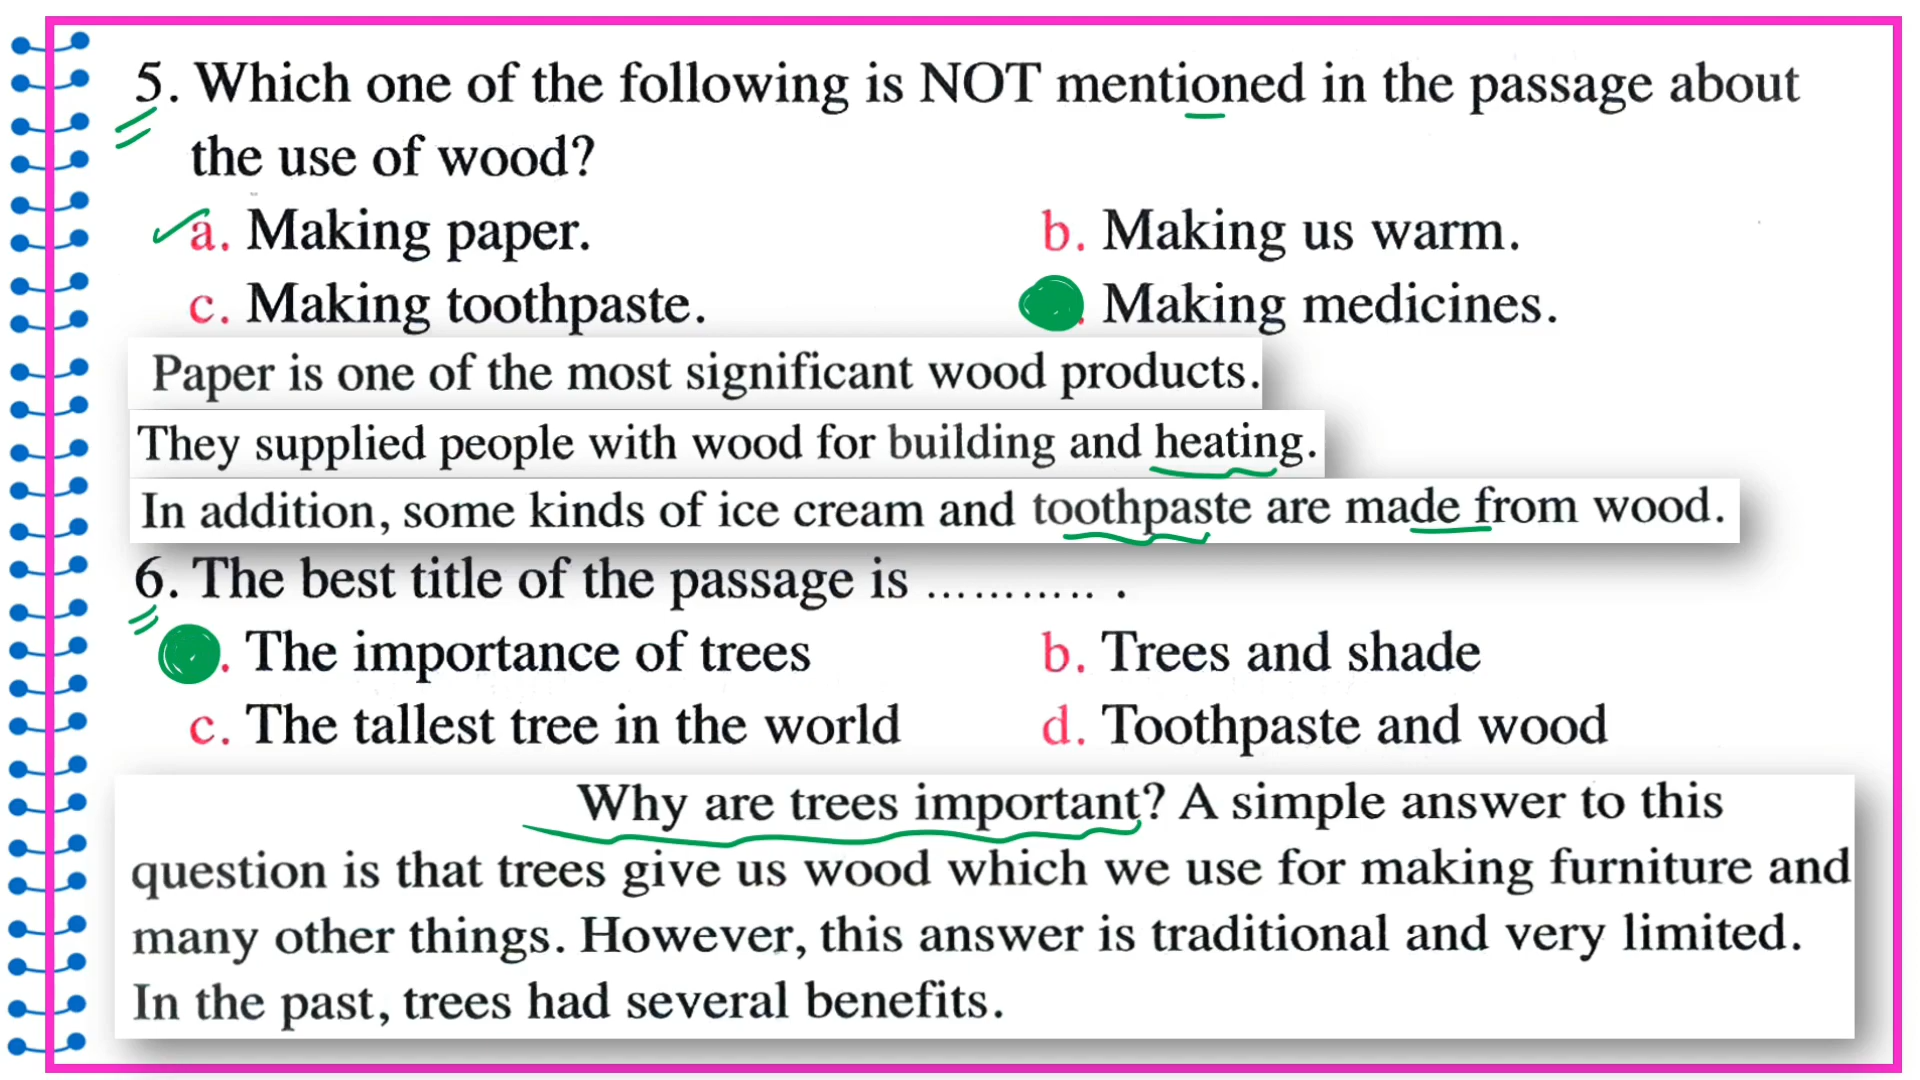 5. Which one of the following is NOT mentioned in the passage about
the use of wood?
a. Making paper.
b. Making us warm.
c. Making toothpaste.
. Making medicines.
Paper is one of the most significant wood products.
They supplied people with wood for building and heating.
In addition, some kinds of ice cream and toothpaste are made from wood.
6. The best title of the passage is ........... .
. The importance of trees
b. Trees and shade
c. The tallest tree in the world
d. Toothpaste and wood
Why are trees important? A simple answer to this
question is that trees give us wood which we use for making furniture and
many other things. However, this answer is traditional and very limited.
In the past, trees had several benefits.